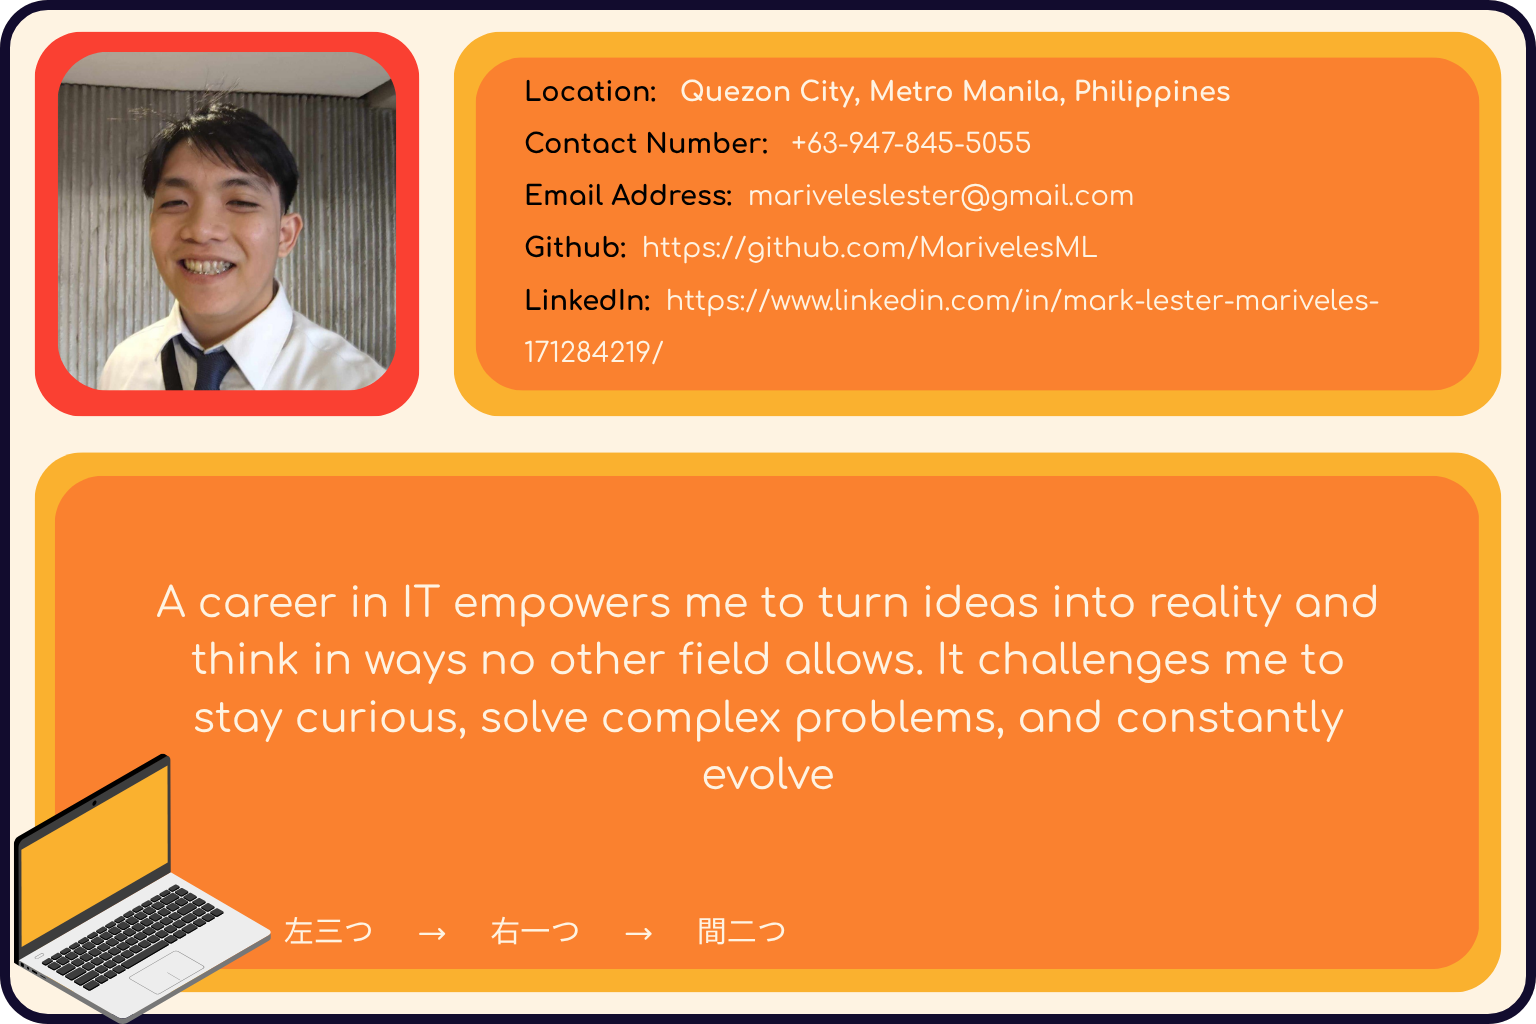 Location: Quezon City, Metro Manila, Philippines
Contact Number: +63-947-845-5055
Email Address: mariveleslester@gmail.com
Github: https://github.com/MarivelesML
LinkedIn: https://www.linkedin.com/in/mark-lester-mariveles-
171284219/
A career in IT empowers me to turn ideas into reality and
think in ways no other field allows. It challenges me to
stay curious, solve complex problems, and constantly
evolve
左三つ → 右一つ → 間二つ